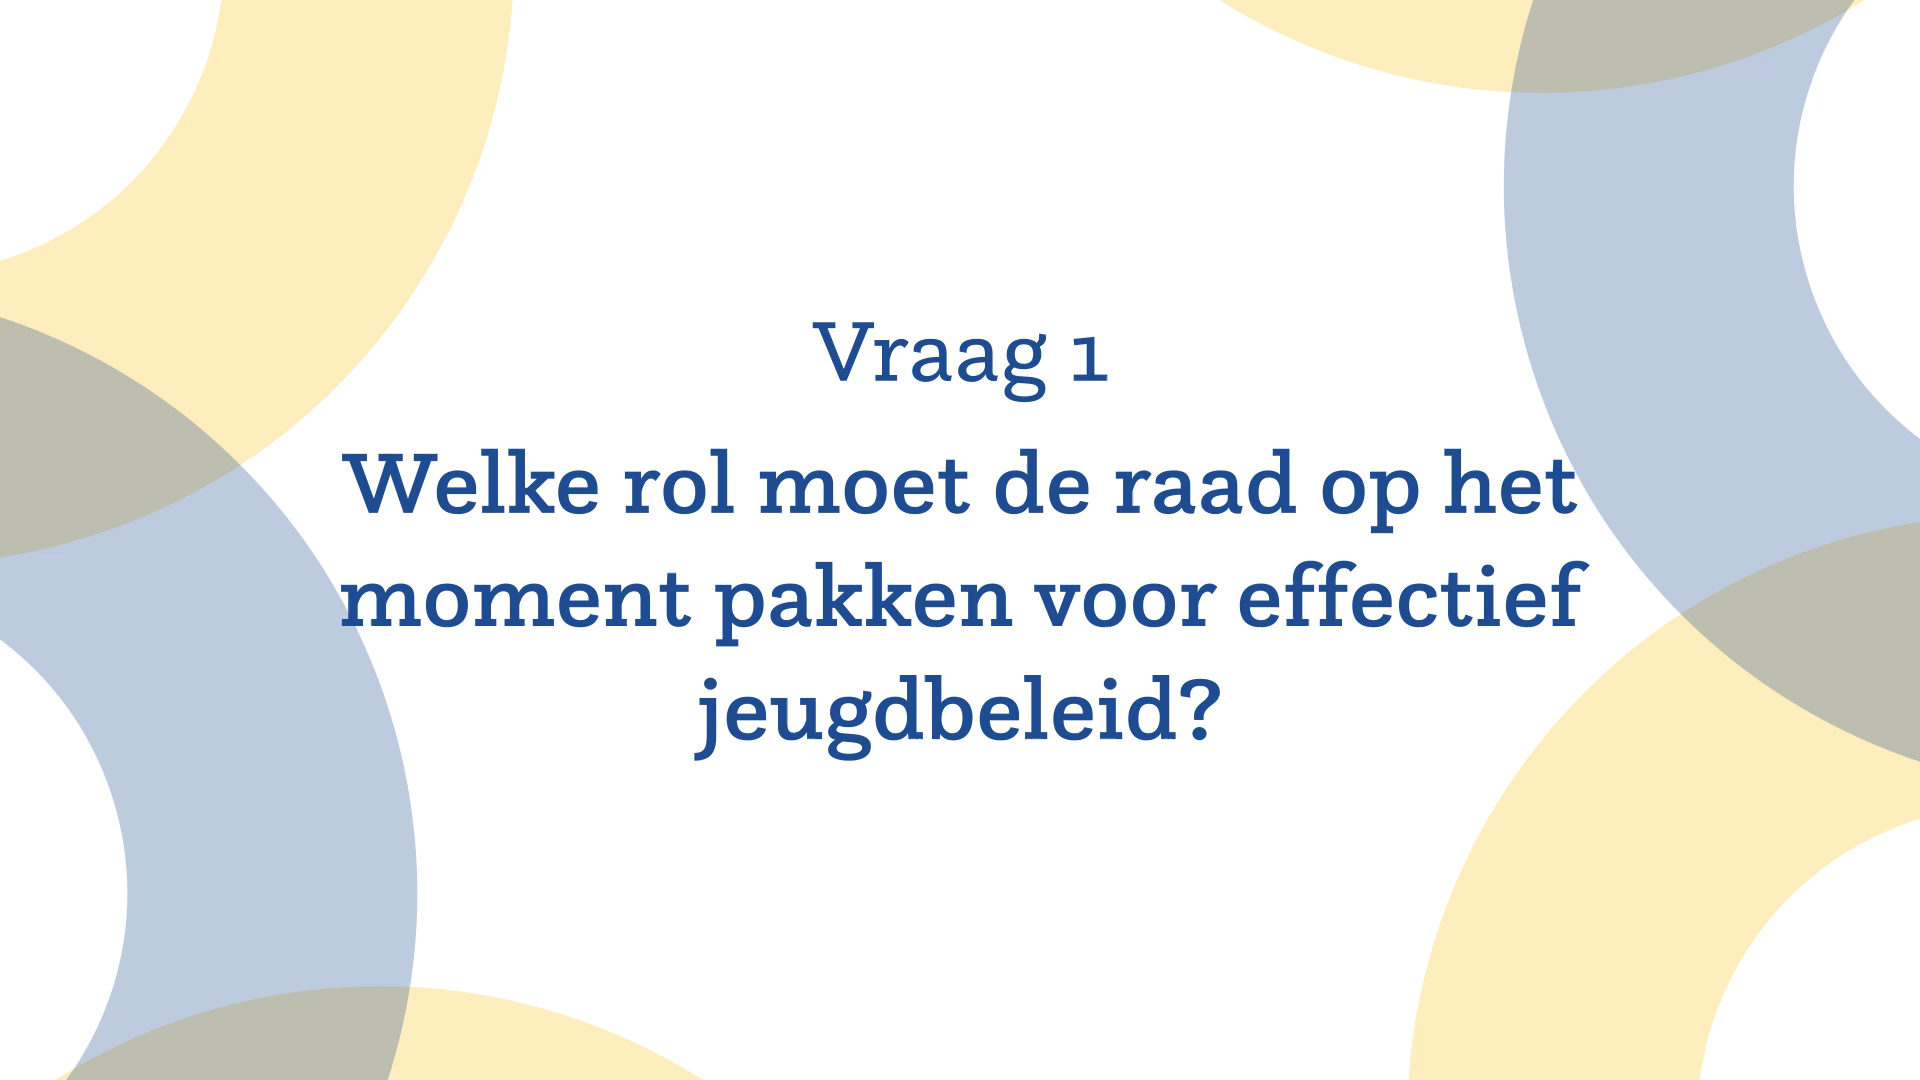 Vraag 1
Welke rol moet de raad op het
moment pakken voor effectief
jeugdbeleid?